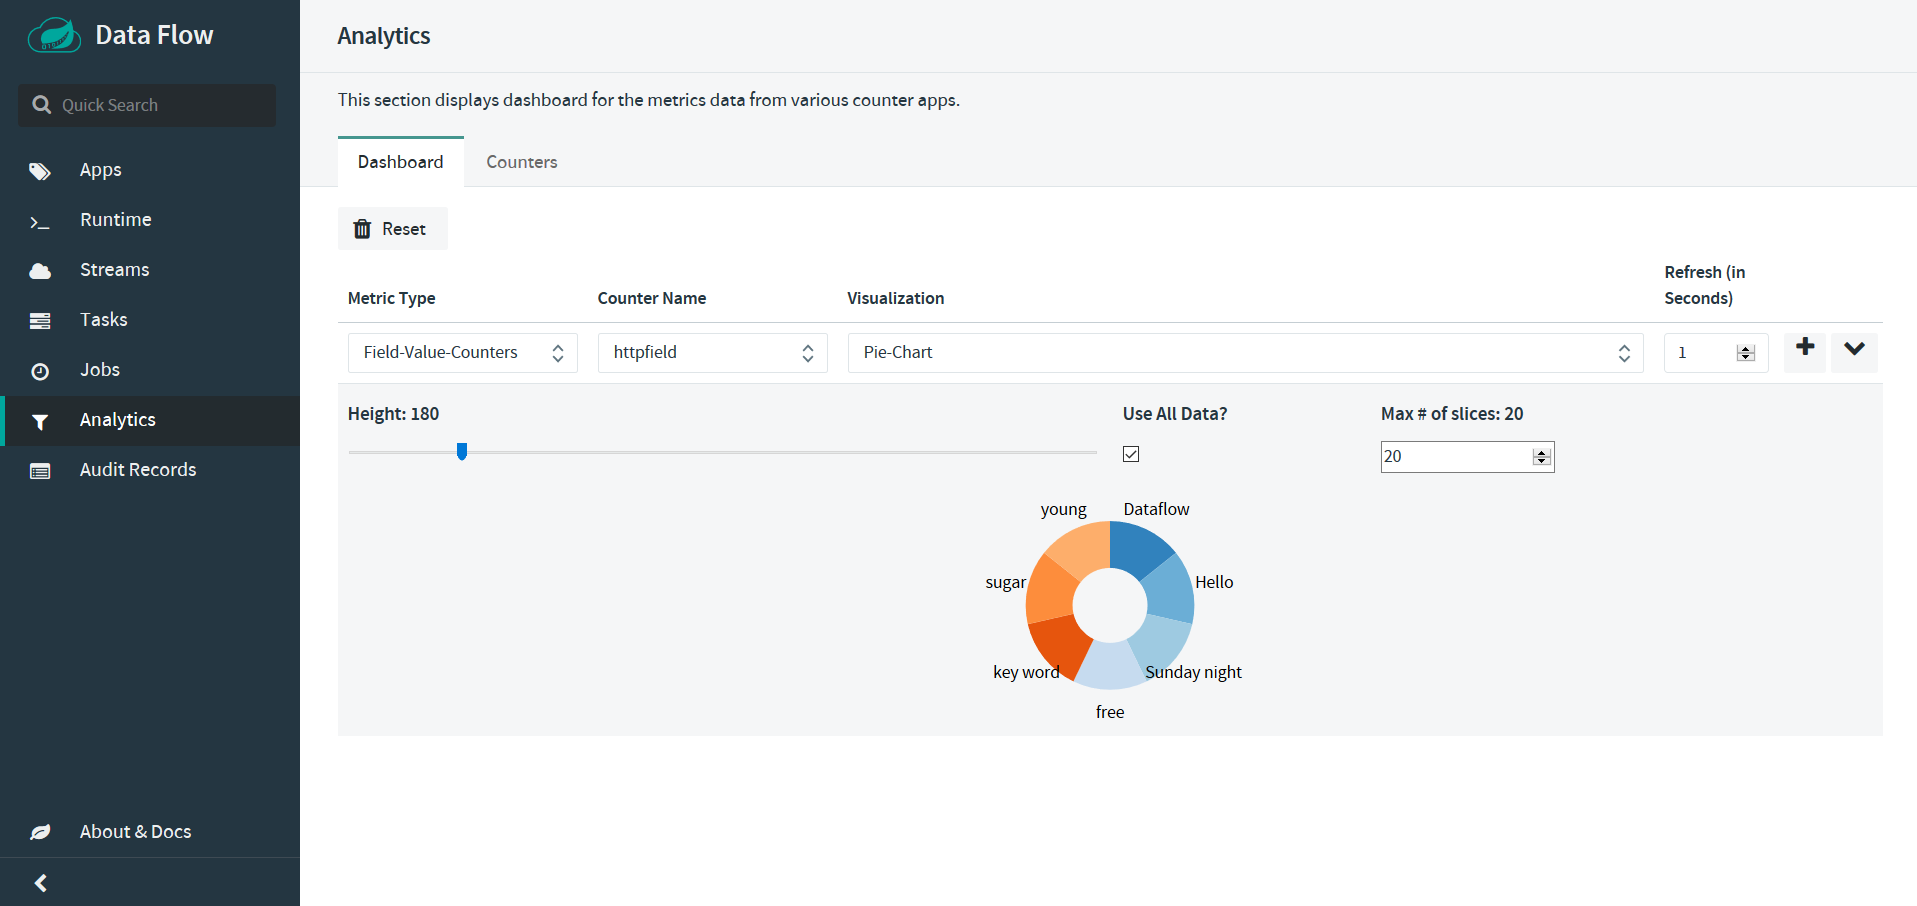 Data Flow
Quick Search
Apps
Runtime
Streams
Tasks
Jobs
Analytics
Audit Records
About & Docs
Analytics
This section displays dashboard for the metrics data from various counter apps.
Dashboard Counters
Reset
Metric Type Counter Name Visualization Refresh (in
Seconds)
Field-Value-Counters httpfield Pie-Chart 1
Height: 180 Use All Data? Max # of slices: 20
20
young Dataflow
sugar Hello
key word Sunday night
free